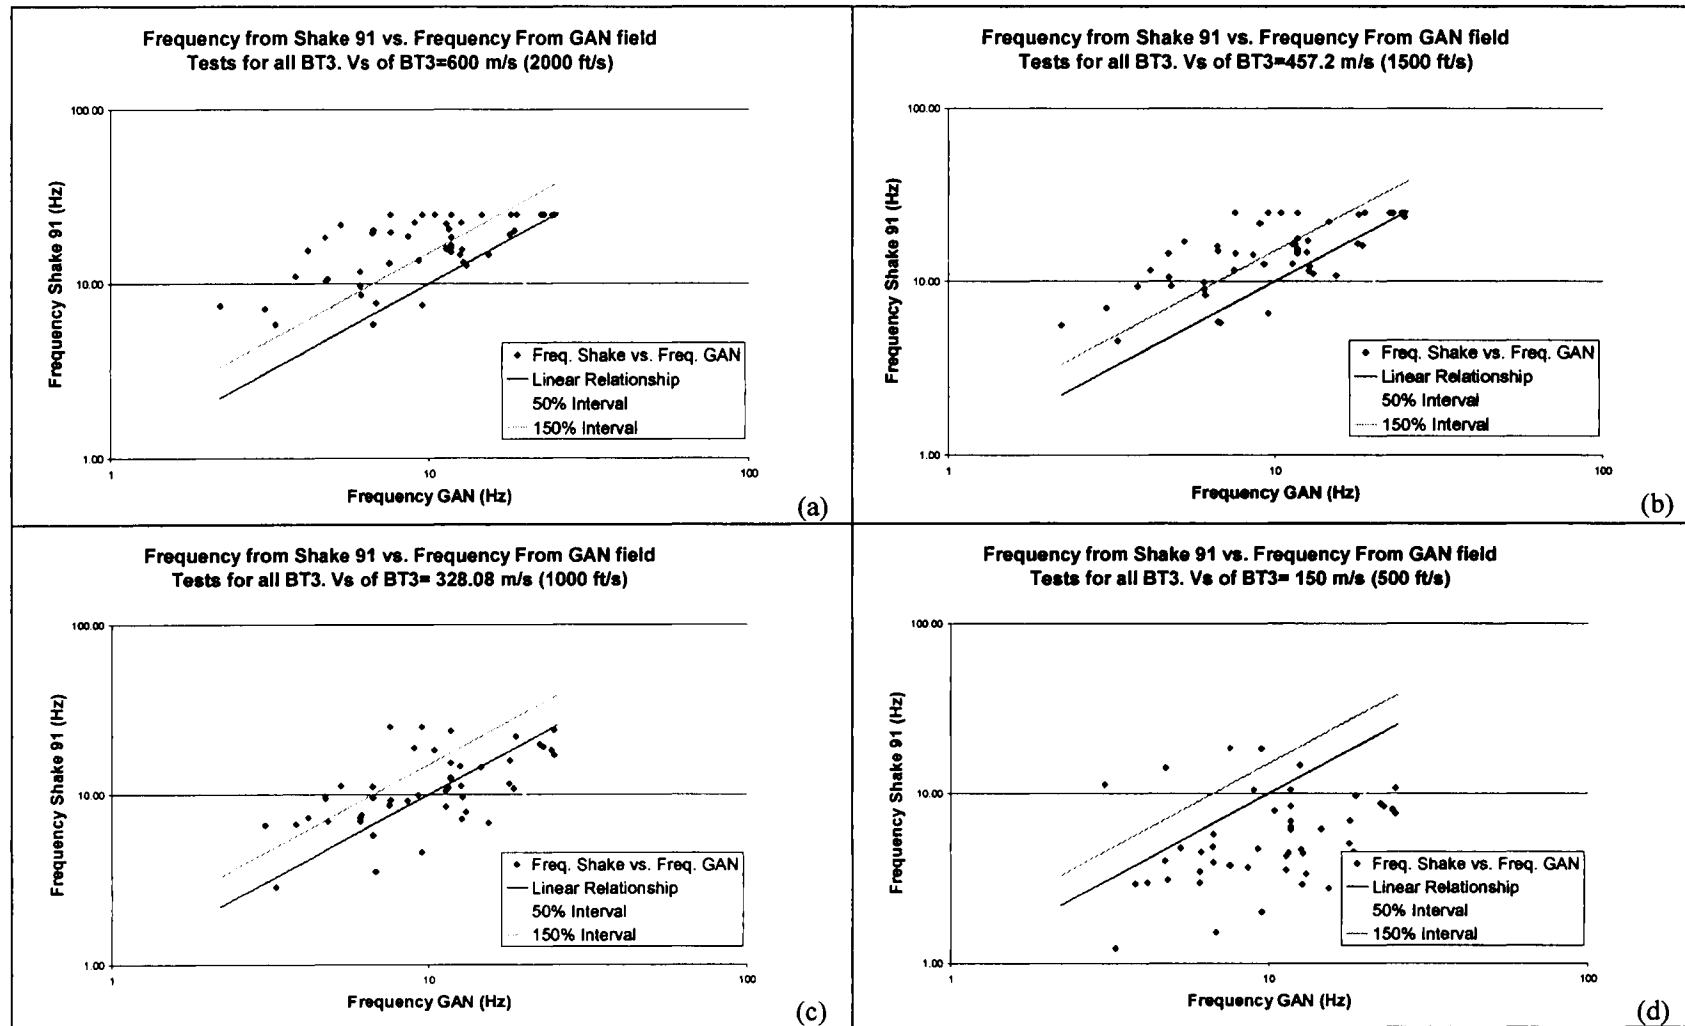 Frequency from Shake 91 vs. Frequency From GAN field
Tests for all BT3. Vs of BT3=600 m/s (2000 ft/s)
100.00
10.00
1.00
1
10
100
Frequency Shake 91 (Hz)
Frequency GAN (Hz)
Freq. Shake vs. Freq. GAN
Linear Relationship
50% Interval
150% Interval
(a)
Frequency from Shake 91 vs. Frequency From GAN field
Tests for all BT3. Vs of BT3=457.2 m/s (1500 ft/s)
100.00
10.00
1.00
1
10
100
Frequency Shake 91 (Hz)
Frequency GAN (Hz)
Freq. Shake vs. Freq. GAN
Linear Relationship
50% Interval
150% Interval
(b)
Frequency from Shake 91 vs. Frequency From GAN field
Tests for all BT3. Vs of BT3= 328.08 m/s (1000 ft/s)
100.00
10.00
1.00
1
10
100
Frequency Shake 91 (Hz)
Frequency GAN (Hz)
Freq. Shake vs. Freq. GAN
Linear Relationship
50% Interval
150% Interval
(c)
Frequency from Shake 91 vs. Frequency From GAN field
Tests for all BT3. Vs of BT3= 150 m/s (500 ft/s)
100.00
10.00
1.00
1
10
100
Frequency Shake 91 (Hz)
Frequency GAN (Hz)
Freq. Shake vs. Freq. GAN
Linear Relationship
50% Interval
150% Interval
(d)